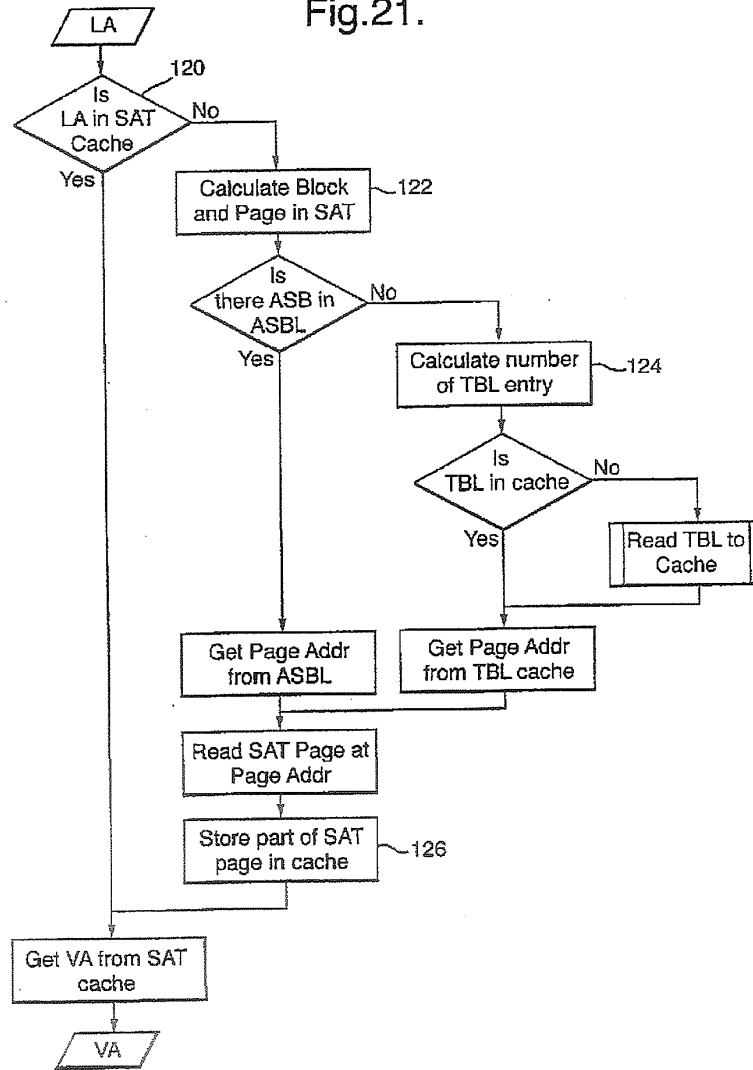 Fig.21.
LA
120
Is
LA in SAT
Cache
No
Yes
Calculate Block
and Page in SAT
122
Is
there ASB in
ASBL
No
Yes
Calculate number
of TBL entry
124
Is
TBL in cache
No
Yes
Read TBL to
Cache
Get Page Addr
from ASBL
Get Page Addr
from TBL cache
Read SAT Page at
Page Addr
Store part of SAT
page in cache
126
Get VA from SAT
cache
VA